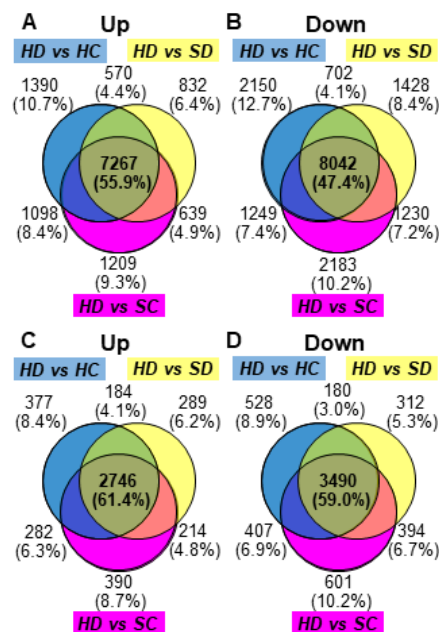 A Up
HD vs HC HD vs SD
1390 (10.7%)
570 (4.4%)
832 (6.4%)
7267 (55.9%)
1098 (8.4%)
639 (4.9%)
1209 (9.3%)
HD vs SC
B Down
HD vs HC HD vs SD
2150 (12.7%)
702 (4.1%)
1428 (8.4%)
8042 (47.4%)
1249 (7.4%)
1230 (7.2%)
2183 (10.2%)
HD vs SC
C Up
HD vs HC HD vs SD
377 (8.4%)
184 (4.1%)
289 (6.2%)
2746 (61.4%)
282 (6.3%)
214 (4.8%)
390 (8.7%)
HD vs SC
D Down
HD vs HC HD vs SD
528 (8.9%)
180 (3.0%)
312 (5.3%)
3490 (59.0%)
407 (6.9%)
394 (6.7%)
601 (10.2%)
HD vs SC